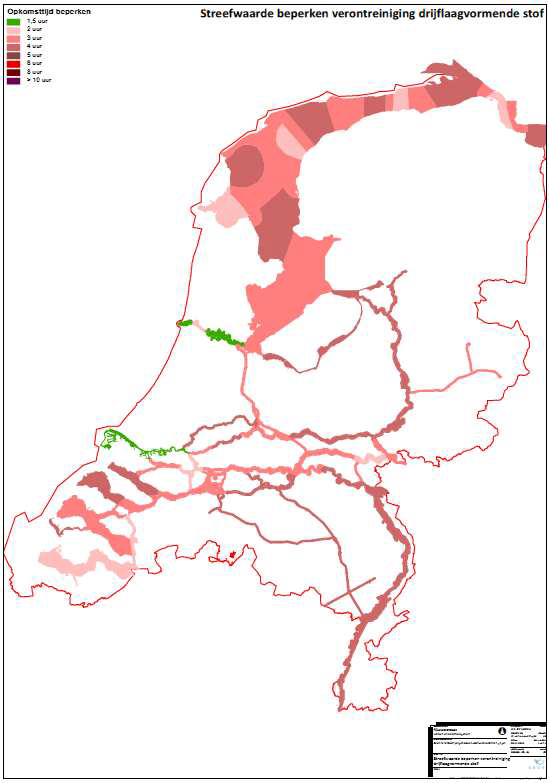 Opkomsttijd beperken
Streefwaarde beperken verontreiniging drijflaagvormende stof
1,5 uur
2 uur
3 uur
4 uur
5 uur
6 uur
8 uur
> 10 uur
Streefwaarde beperken verontreiniging
drijflaagvormende stof